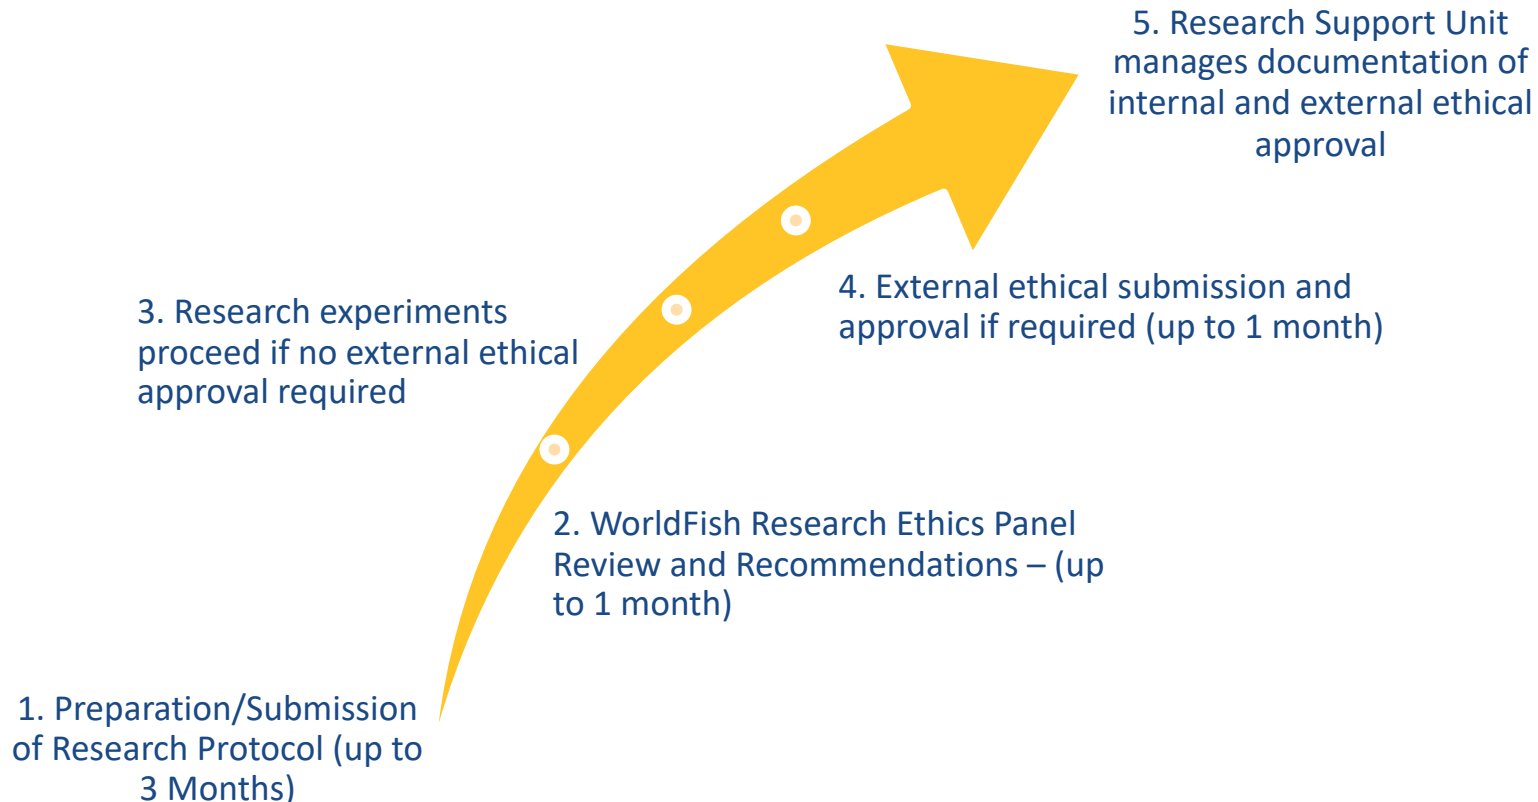 1. Preparation/Submission
of Research Protocol (up to
3 Months)
2. WorldFish Research Ethics Panel
Review and Recommendations – (up
to 1 month)
3. Research experiments
proceed if no external ethical
approval required
4. External ethical submission and
approval if required (up to 1 month)
5. Research Support Unit
manages documentation of
internal and external ethical
approval